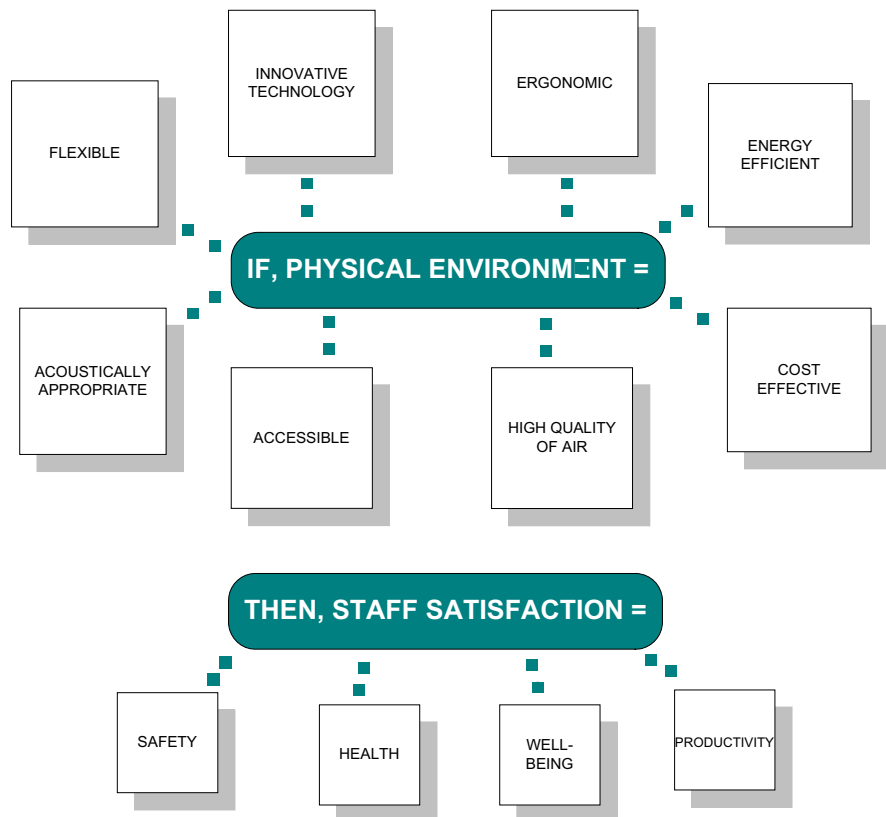 INNOVATIVE
TECHNOLOGY
ERGONOMIC
FLEXIBLE
ENERGY
EFFICIENT
IF, PHYSICAL ENVIRONMENT =
ACOUSTICALLY
APPROPRIATE
COST
EFFECTIVE
ACCESSIBLE
HIGH QUALITY
OF AIR
THEN, STAFF SATISFACTION =
SAFETY
HEALTH
WELL-
BEING
PRODUCTIVITY